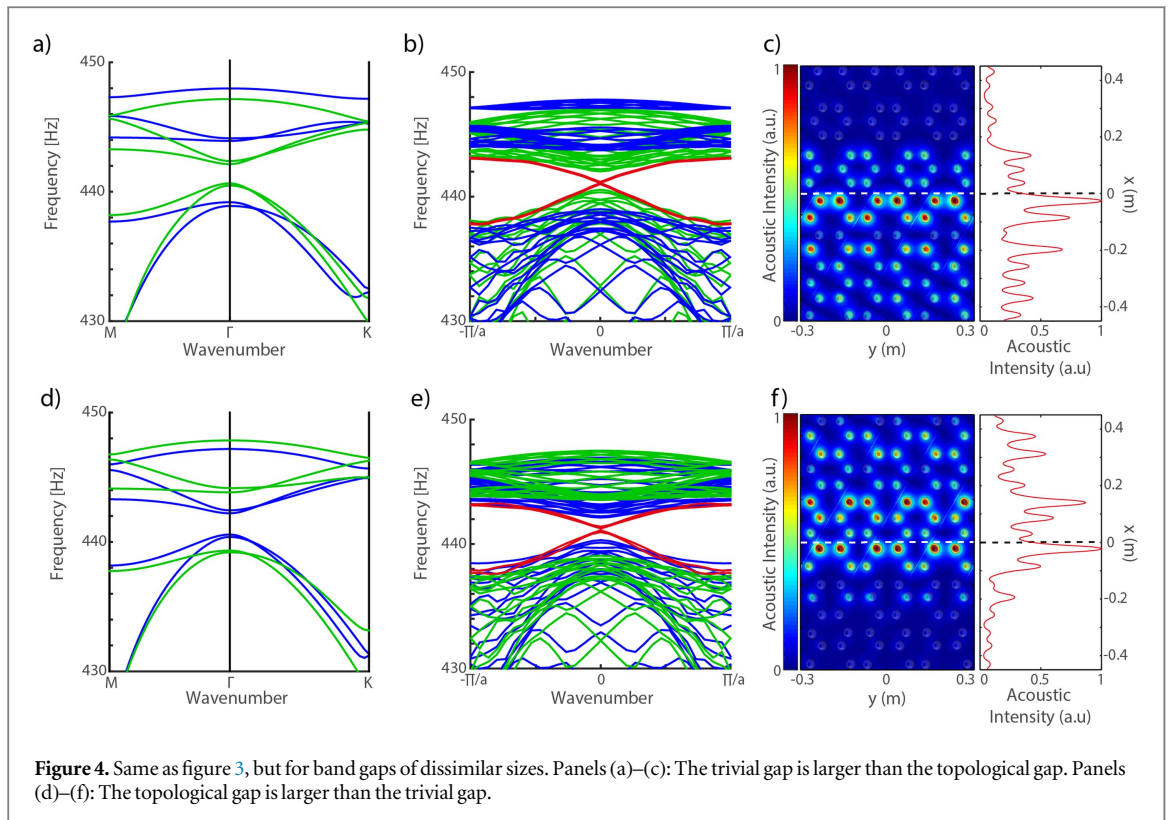 a)
450
440
430
Frequency [Hz]
M
Γ
K
Wavenumber
b)
450
440
430
Frequency [Hz]
-Π/a
0
Π/a
Wavenumber
c)
1
0
Acoustic Intensity (a.u.)
-0.3
0
0.3
y (m)
0.4
0.2
0
-0.2
-0.4
x (m)
0
0.5
1
Acoustic
Intensity (a.u)
d)
450
440
430
Frequency [Hz]
M
Γ
K
Wavenumber
e)
450
440
430
Frequency [Hz]
-Π/a
0
Π/a
Wavenumber
f)
1
0
Acoustic Intensity (a.u.)
-0.3
0
0.3
y (m)
0.4
0.2
0
-0.2
-0.4
x (m)
0
0.5
1
Acoustic
Intensity (a.u)
Figure 4. Same as figure 3, but for band gaps of dissimilar sizes. Panels (a)–(c): The trivial gap is larger than the topological gap. Panels
(d)–(f): The topological gap is larger than the trivial gap.